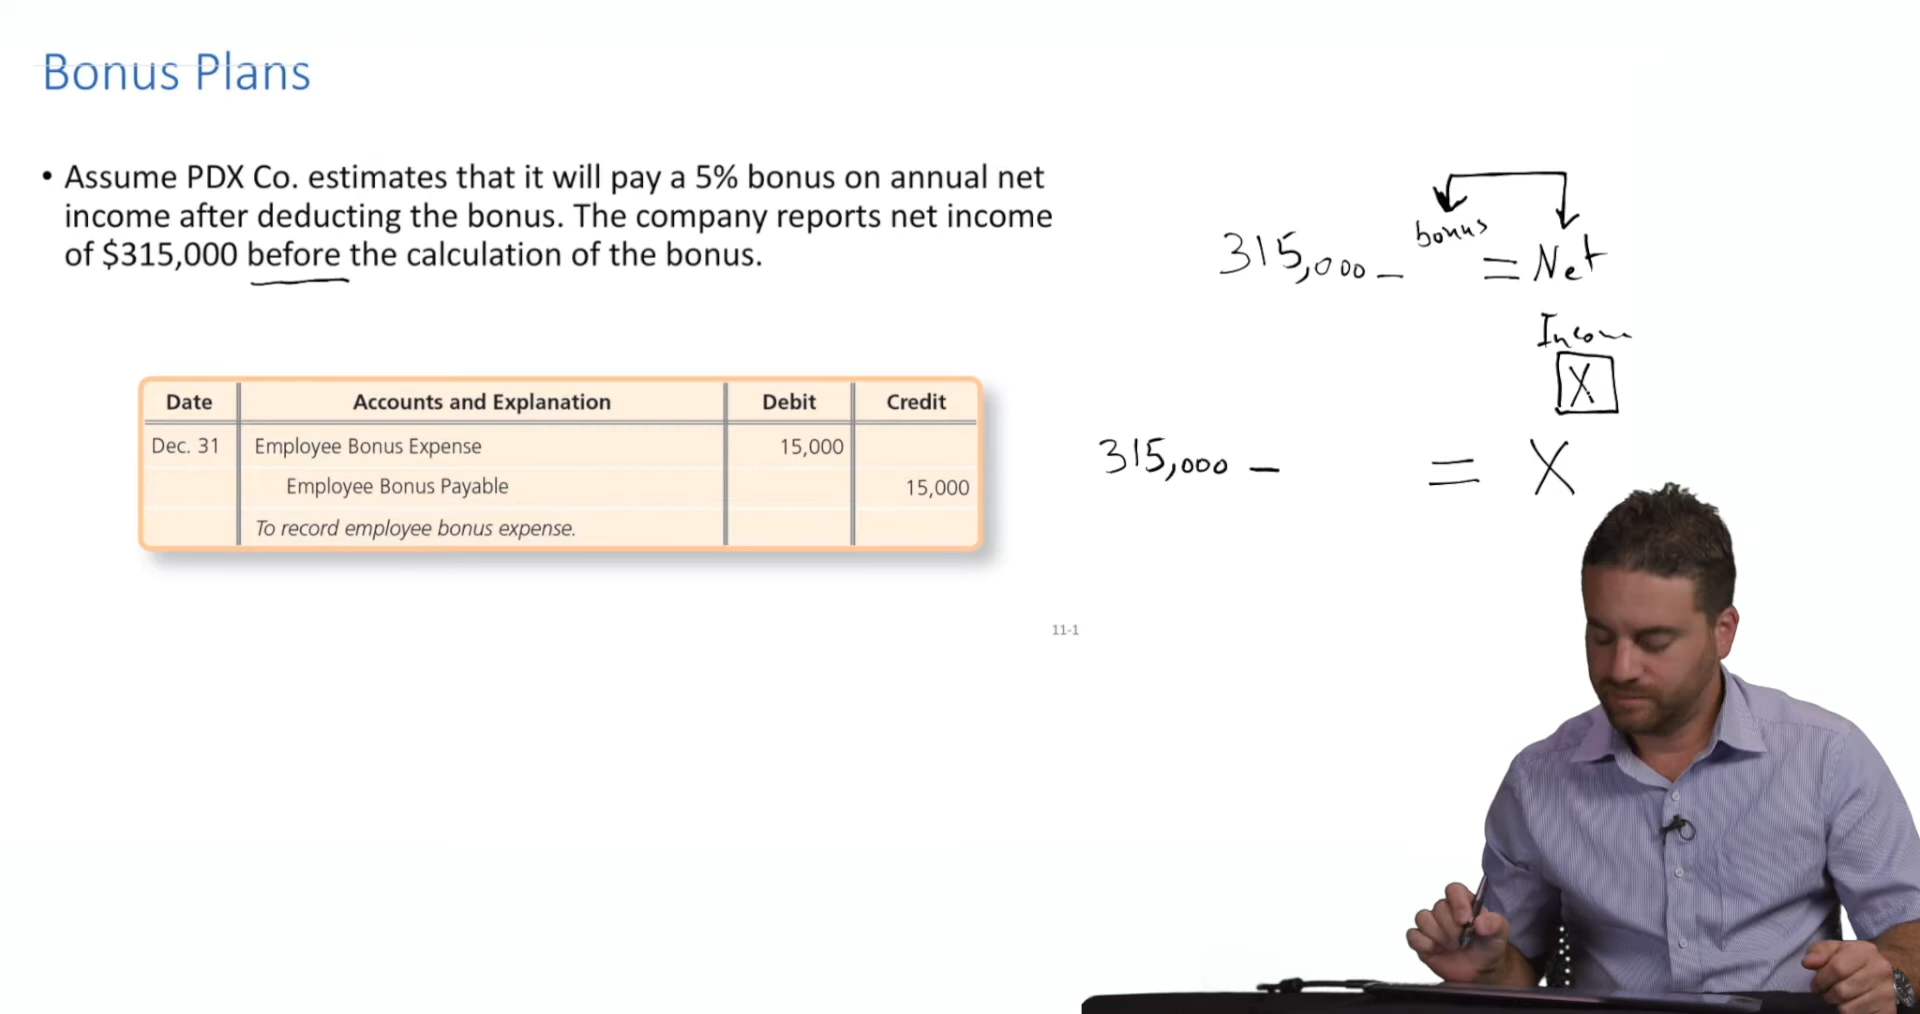 Bonus Plans
• Assume PDX Co. estimates that it will pay a 5% bonus on annual net
income after deducting the bonus. The company reports net income
of $315,000 before the calculation of the bonus.
Date Accounts and Explanation Debit Credit
Dec. 31 Employee Bonus Expense 15,000
Employee Bonus Payable 15,000
To record employee bonus expense.
11-1
315,000 - bonus = Net
Incom
X
315,000 - = X